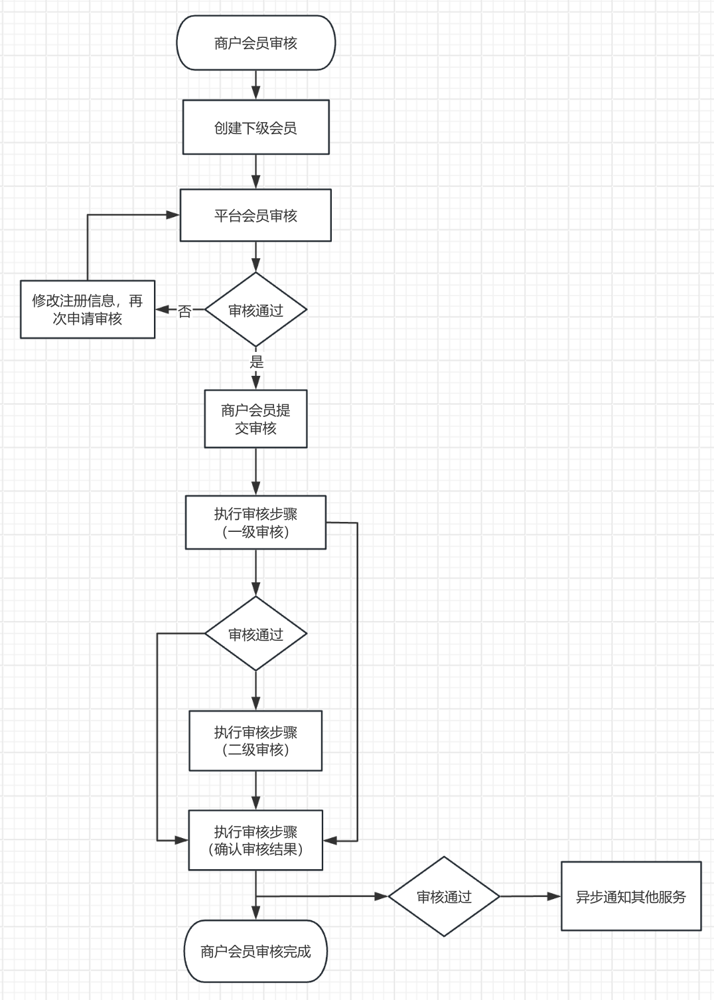 商户会员审核
创建下级会员
平台会员审核
修改注册信息，再
次申请审核
否
审核通过
是
商户会员提
交审核
执行审核步骤
（一级审核）
审核通过
执行审核步骤
（二级审核）
执行审核步骤
（确认审核结果）
审核通过
异步通知其他服务
商户会员审核完成